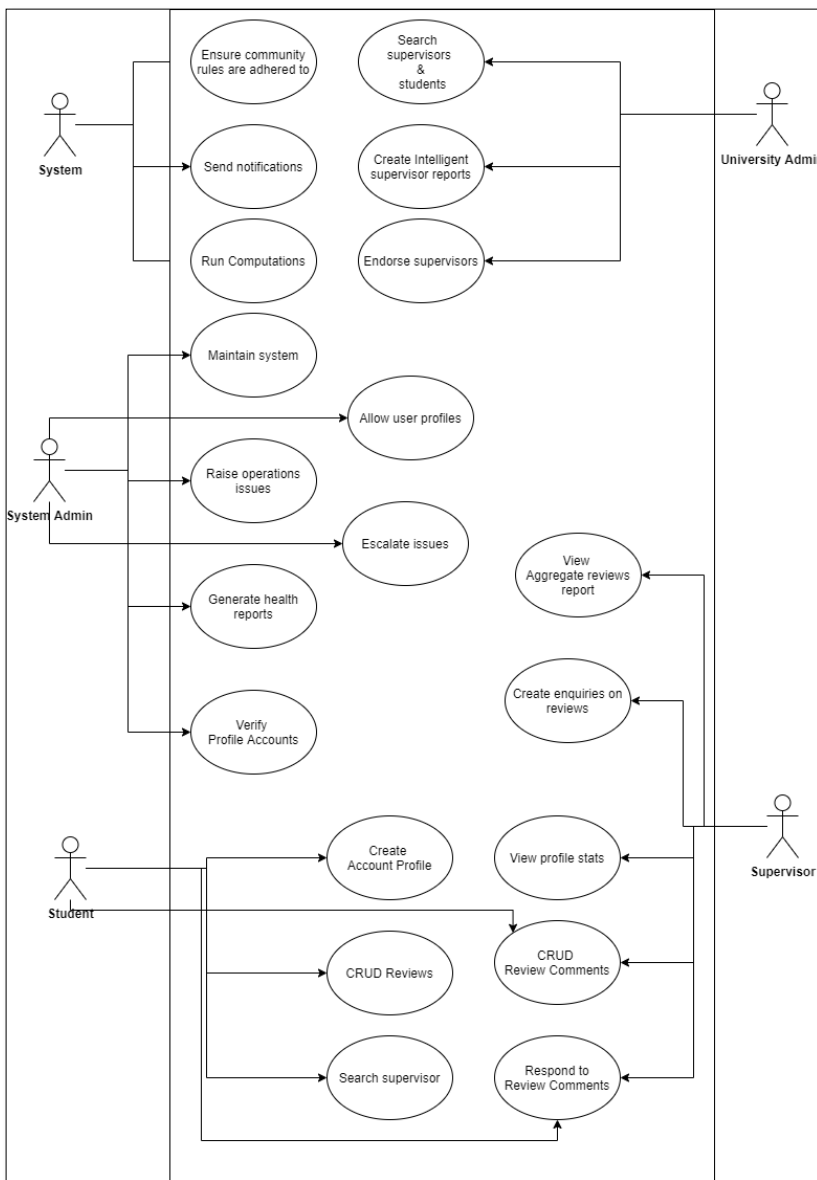 Ensure community
rules are adhered to
Search
supervisors
&
students
System
Send notifications
Create Intelligent
supervisor reports
University Admin
Run Computations
Endorse supervisors
Maintain system
Allow user profiles
System Admin
Raise operations
issues
Escalate issues
View
Aggregate reviews
report
Generate health
reports
Create enquiries on
reviews
Verify
Profile Accounts
Supervisor
Create
Account Profile
View profile stats
Student
CRUD Reviews
CRUD
Review Comments
Search supervisor
Respond to
Review Comments